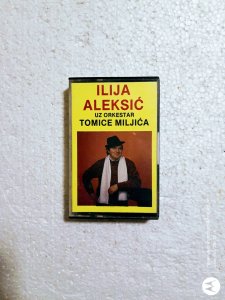 ILIJA
ALEKSIĆ
UZ ORKESTAR
TOMICE MILJIĆA